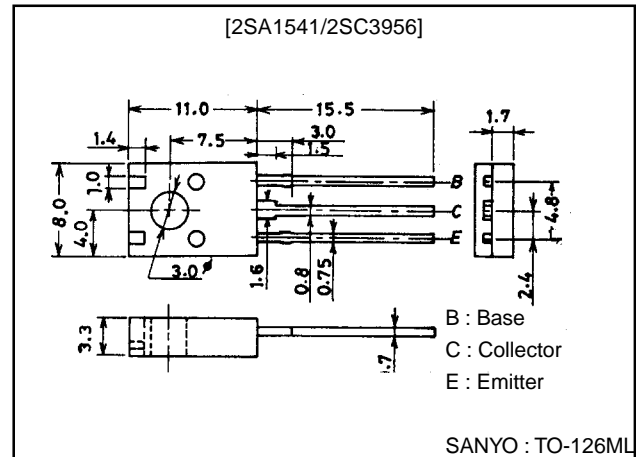 [2SA1541/2SC3956]
11.0 15.5
1.7
1.4 7.5 3.0
1.5
B
1.0
8.0
4.0
C
4.8
E
3.0ø
1.6
0.8
0.75
2.4
3.3
B : Base
C : Collector
E : Emitter
SANYO : TO-126ML